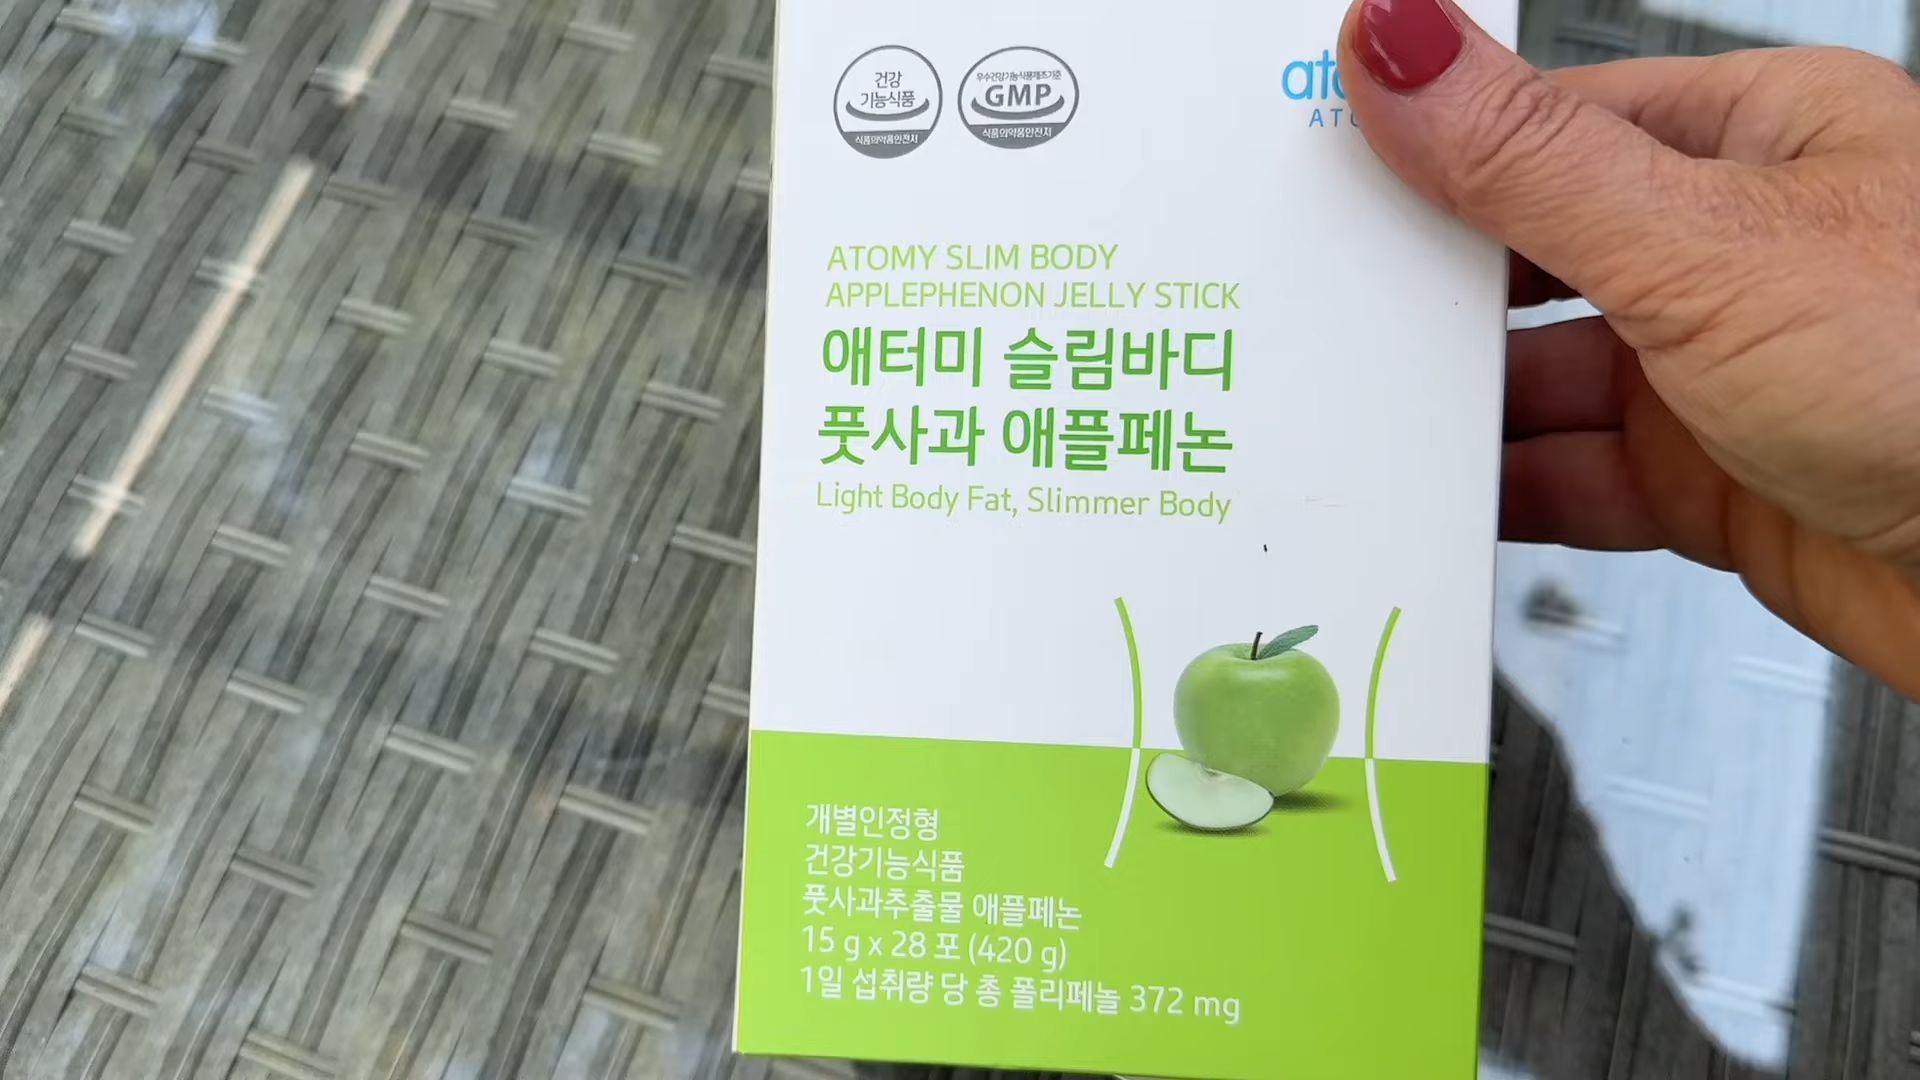 건강
기능식품
식품의약품안전처
우수건강기능식품제조기준
GMP
식품의약품안전처
ATOMY SLIM BODY
APPLEPHENON JELLY STICK
애터미 슬림바디
풋사과 애플페논
Light Body Fat, Slimmer Body
개별인정형
건강기능식품
풋사과추출물 애플페논
15 g x 28 포 (420 g)
1일 섭취량 당 총 폴리페놀 372 mg